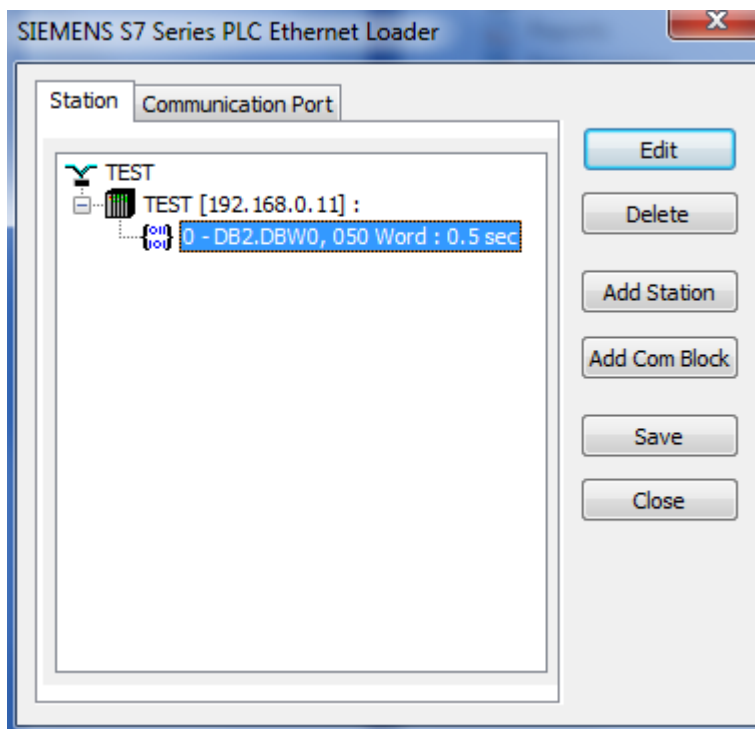 SIEMENS S7 Series PLC Ethernet Loader
Station
Communication Port
TEST
TEST [192.168.0.11] :
0 - DB2.DBW0, 050 Word : 0.5 sec
Edit
Delete
Add Station
Add Com Block
Save
Close